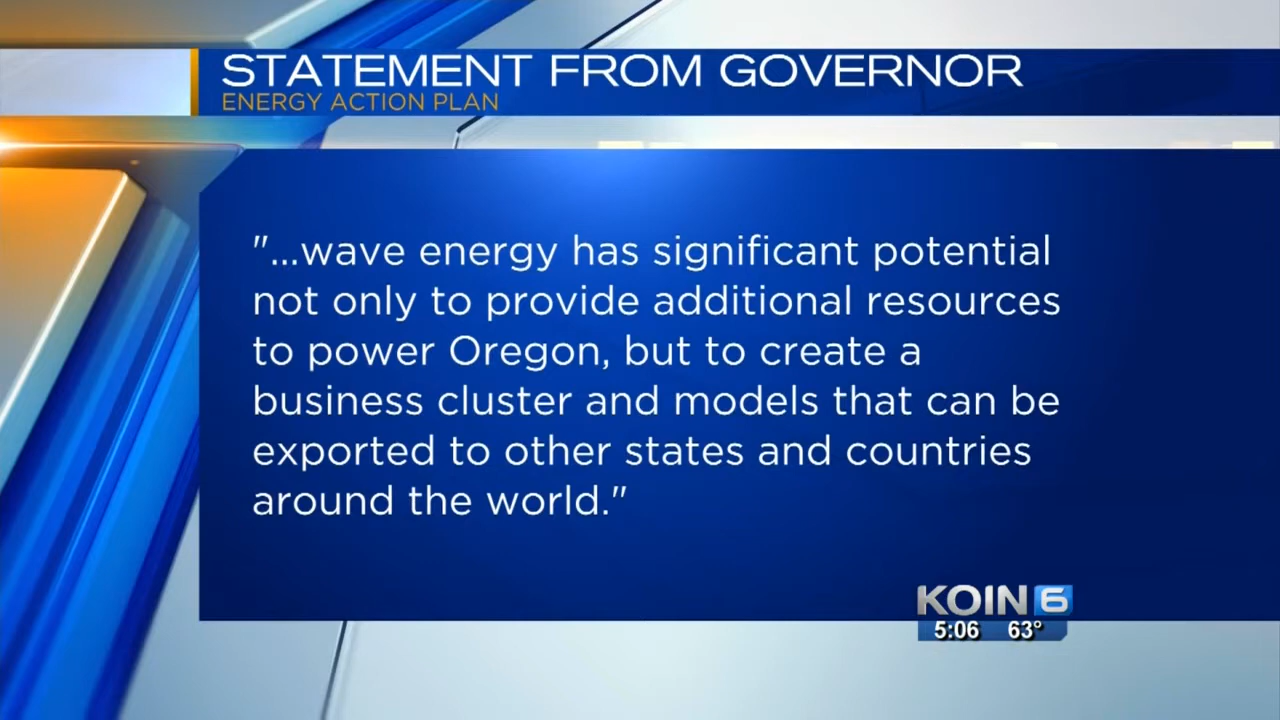 STATEMENT FROM GOVERNOR
ENERGY ACTION PLAN
"...wave energy has significant potential
not only to provide additional resources
to power Oregon, but to create a
business cluster and models that can be
exported to other states and countries
around the world."
KOIN 6
5:06 63°